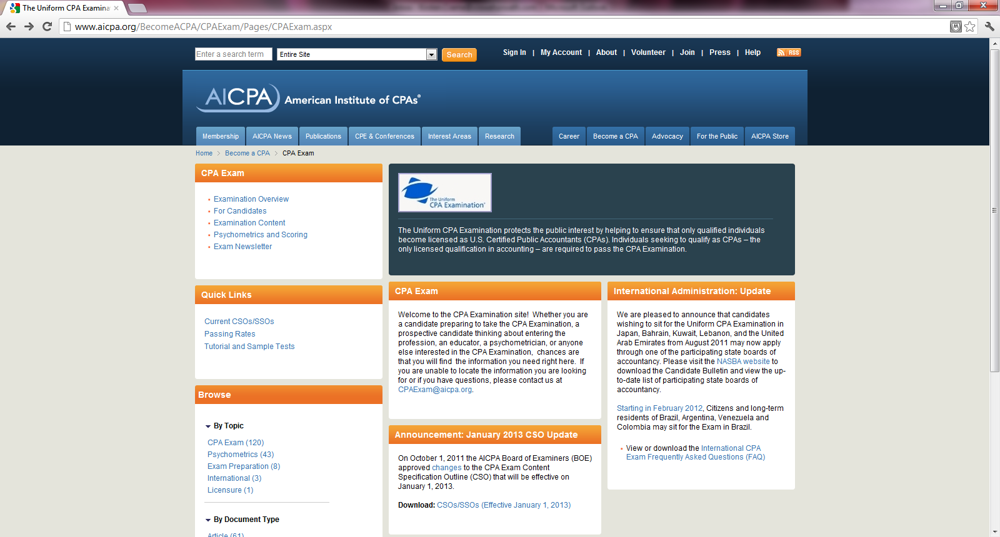 The Uniform CPA Examina
www.aicpa.org/BecomeACPA/CPAExam/Pages/CPAExam.aspx
Enter a search term
Entire Site
Search
Sign In | My Account | About | Volunteer | Join | Press | Help
RSS
AICPA American Institute of CPAs®
Membership
AICPA News
Publications
CPE & Conferences
Interest Areas
Research
Career
Become a CPA
Advocacy
For the Public
AICPA Store
Home > Become a CPA > CPA Exam
CPA Exam
Examination Overview
For Candidates
Examination Content
Psychometrics and Scoring
Exam Newsletter
Quick Links
Current CSOs/SSOs
Passing Rates
Tutorial and Sample Tests
Browse
By Topic
CPA Exam (120)
Psychometrics (43)
Exam Preparation (8)
International (3)
Licensure (1)
By Document Type
Article (61)
The Uniform
CPA Examination®
The Uniform CPA Examination protects the public interest by helping to ensure that only qualified individuals
become licensed as U.S. Certified Public Accountants (CPAs). Individuals seeking to qualify as CPAs – the
only licensed qualification in accounting – are required to pass the CPA Examination.
CPA Exam
Welcome to the CPA Examination site! Whether you are
a candidate preparing to take the CPA Examination, a
prospective candidate thinking about entering the
profession, an educator, a psychometrician, or anyone
else interested in the CPA Examination, chances are
that you will find the information you need right here. If
you are unable to locate the information you are looking
for or if you have questions, please contact us at
CPAExam@aicpa.org.
Announcement: January 2013 CSO Update
On October 1, 2011 the AICPA Board of Examiners (BOE)
approved changes to the CPA Exam Content
Specification Outline (CSO) that will be effective on
January 1, 2013.
Download: CSOs/SSOs (Effective January 1, 2013)
International Administration: Update
We are pleased to announce that candidates
wishing to sit for the Uniform CPA Examination in
Japan, Bahrain, Kuwait, Lebanon, and the United
Arab Emirates from August 2011 may now apply
through one of the participating state boards of
accountancy. Please visit the NASBA website to
download the Candidate Bulletin and view the up-
to-date list of participating state boards of
accountancy.
Starting in February 2012, Citizens and long-term
residents of Brazil, Argentina, Venezuela and
Colombia may sit for the Exam in Brazil.
View or download the International CPA
Exam Frequently Asked Questions (FAQ)